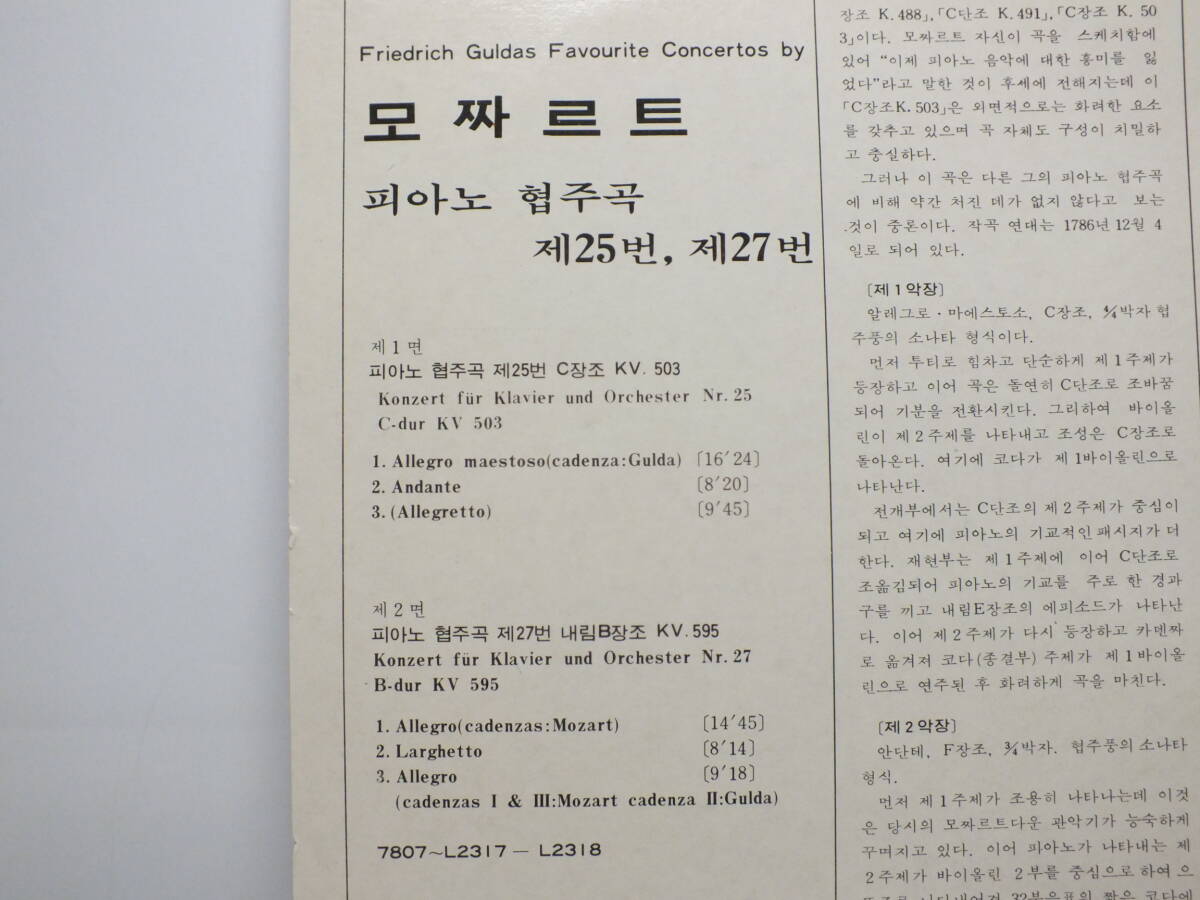 Friedrich Guldas Favourite Concertos by
모짜르트
피아노 협주곡
제25번, 제27번
제 1 면
피아노 협주곡 제25번 C장조 KV. 503
Konzert für Klavier und Orchester Nr. 25
C-dur KV 503
1. Allegro maestoso(cadenza:Gulda) 〔16′24〕
2. Andante 〔8′20〕
3. (Allegretto) 〔9′45〕
제 2 면
피아노 협주곡 제27번 내림B장조 KV. 595
Konzert für Klavier und Orchester Nr. 27
B-dur KV 595
1. Allegro(cadenzas:Mozart) 〔14′45〕
2. Larghetto 〔8′14〕
3. Allegro 〔9′18〕
(cadenzas I & III:Mozart cadenza II:Gulda)
7807~L2317 — L2318
장조 K. 488」, 「C단조 K. 491」, 「C장조 K. 50
3」이다. 모짜르트 자신이 곡을 스케치함에
있어 “이제 피아노 음악에 대한 흥미를 잃
었다”라고 말한 것이 후세에 전해지는데 이
「C장조K. 503」은 외면적으로는 화려한 요소
를 갖추고 있으며 곡 자체도 구성이 치밀하
고 충실하다.
그러나 이 곡은 다른 그의 피아노 협주곡
에 비해 약간 처진 데가 없지 않다고 보는
것이 중론이다. 작곡 연대는 1786년 12월 4
일로 되어 있다.
〔제 1 악장〕
알레그로・마에스토소, C장조, 4/4박자 협
주풍의 소나타 형식이다.
먼저 투티로 힘차고 단순하게 제 1 주제가
등장하고 이어 곡은 돌연히 C단조로 조바꿈
되어 기분을 전환시킨다. 그리하여 바이올
린이 제 2 주제를 나타내고 조성은 C장조로
돌아온다. 여기에 코다가 제 1바이올린으로
나타난다.
전개부에서는 C단조의 제 2 주제가 중심이
되고 여기에 피아노의 기교적인 패시지가 더
한다. 재현부는 제 1 주제에 이어 C단조로
조옮김되어 피아노의 기교를 주로 한 경과
구를 끼고 내림E장조의 에피소드가 나타난
다. 이어 제 2 주제가 다시 등장하고 카덴짜
로 옮겨져 코다(종결부) 주제가 제 1 바이올
린으로 연주된 후 화려하게 곡을 마친다.
〔제 2 악장〕
안단테, F장조, 3/4박자. 협주풍의 소나타
형식.
먼저 제 1 주제가 조용히 나타나는데 이것
은 당시의 모짜르트다운 관악기가 능숙하게
꾸며지고 있다. 이어 피아노가 나타내는 제
2 주제가 바이올린 2 부를 중심으로 하여 으